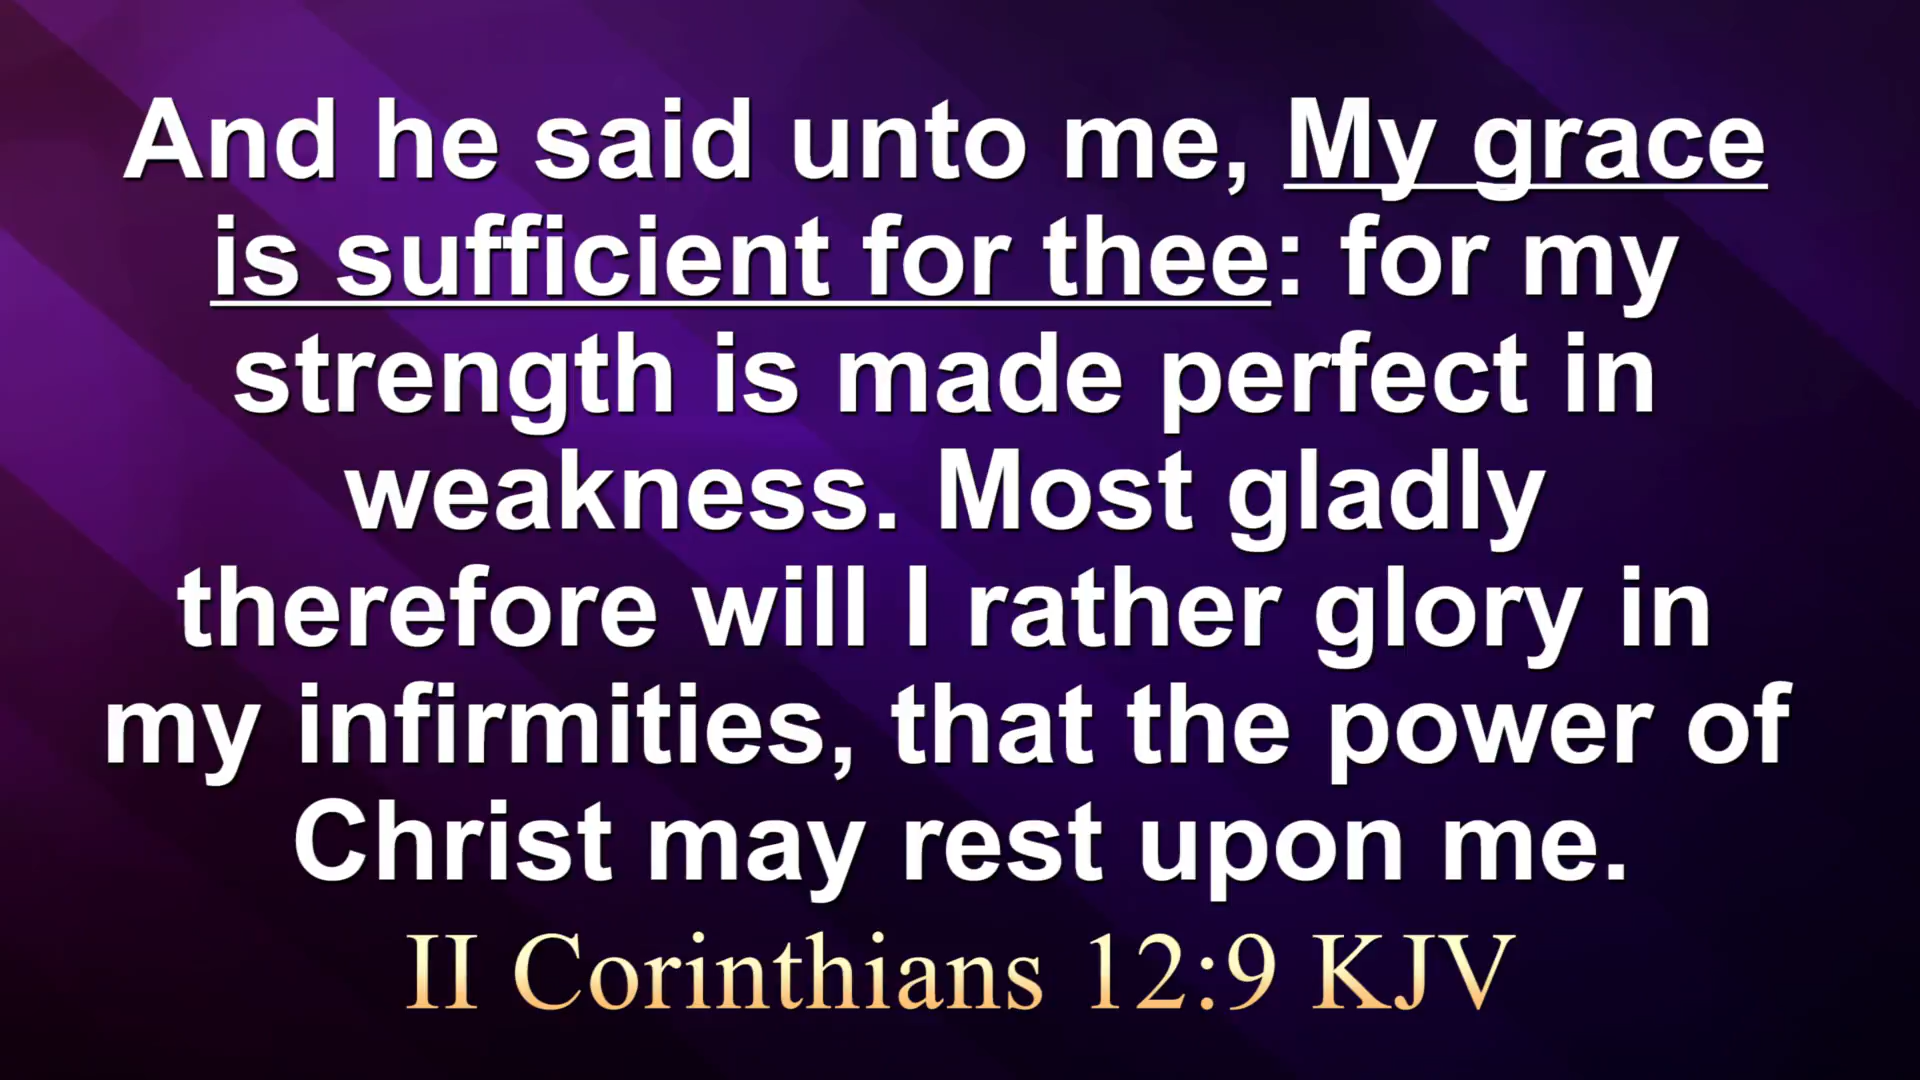 And he said unto me, My grace
is sufficient for thee: for my
strength is made perfect in
weakness. Most gladly
therefore will I rather glory in
my infirmities, that the power of
Christ may rest upon me.
II Corinthians 12:9 KJV